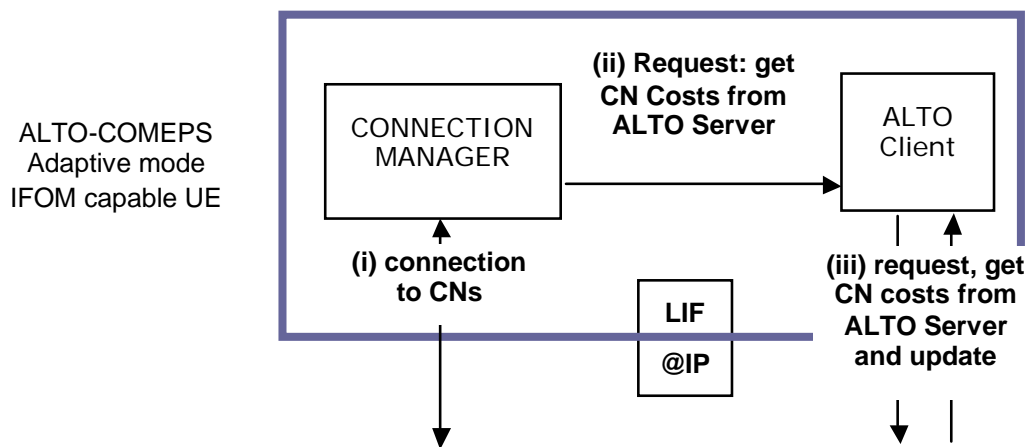 ALTO-COMEPS
Adaptive mode
IFOM capable UE
CONNECTION
MANAGER
(ii) Request: get
CN Costs from
ALTO Server
ALTO
Client
(i) connection
to CNs
LIF
@IP
(iii) request, get
CN costs from
ALTO Server
and update